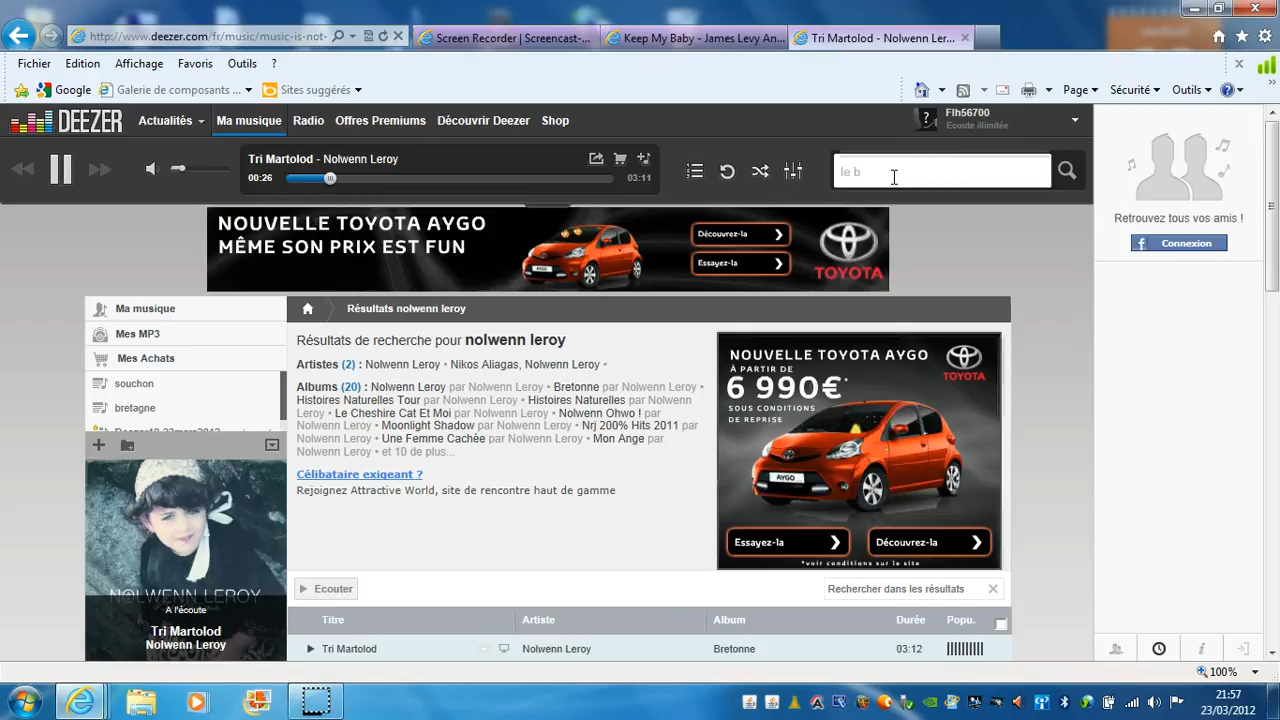 http://www.deezer.com/fr/music/music-is-not-
Screen Recorder | Screencast-...
Keep My Baby - James Levy An...
Tri Martolod - Nolwenn Ler...
Fichier Edition Affichage Favoris Outils ?
Google Galerie de composants ... Sites suggérés
Page Sécurité Outils
DEEZER
Actualités Ma musique Radio Offres Premiums Découvrir Deezer Shop
Flh56700
Ecoute illimitée
Tri Martolod - Nolwenn Leroy
00:26 03:11
le b
Retrouvez tous vos amis !
Connexion
NOUVELLE TOYOTA AYGO
MÊME SON PRIX EST FUN
Découvrez-la
Essayez-la
TOYOTA
Ma musique
Mes MP3
Mes Achats
souchon
bretagne
Deezer19-23mars2012
NOLWENN LEROY
A l'écoute
Tri Martolod
Nolwenn Leroy
Résultats nolwenn leroy
Résultats de recherche pour nolwenn leroy
Artistes (2) : Nolwenn Leroy • Nikos Aliagas, Nolwenn Leroy •
Albums (20) : Nolwenn Leroy par Nolwenn Leroy • Bretonne par Nolwenn Leroy •
Histoires Naturelles Tour par Nolwenn Leroy • Histoires Naturelles par Nolwenn
Leroy • Le Cheshire Cat Et Moi par Nolwenn Leroy • Nolwenn Ohwo ! par
Nolwenn Leroy • Moonlight Shadow par Nolwenn Leroy • Nrj 200% Hits 2011 par
Nolwenn Leroy • Une Femme Cachée par Nolwenn Leroy • Mon Ange par
Nolwenn Leroy • et 10 de plus...
Célibataire exigeant ?
Rejoignez Attractive World, site de rencontre haut de gamme
NOUVELLE TOYOTA AYGO
À PARTIR DE
6 990€*
SOUS CONDITIONS
DE REPRISE
TOYOTA
AYGO
Essayez-la
Découvrez-la
*voir conditions sur le site
Ecouter
Rechercher dans les résultats
Titre Artiste Album Durée Popu.
Tri Martolod Nolwenn Leroy Bretonne 03:12
100%
21:57
23/03/2012